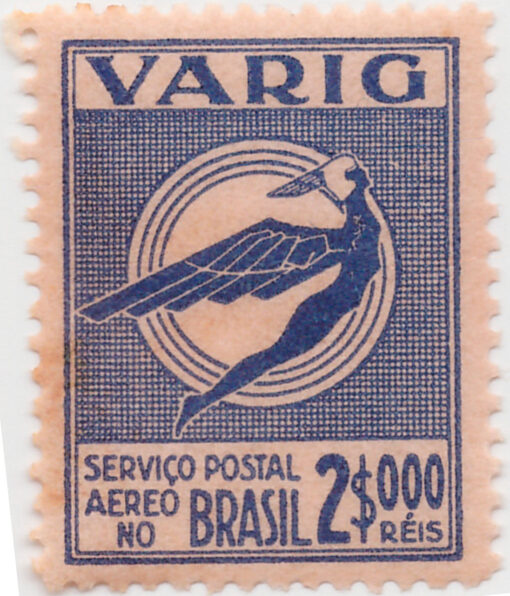 VARIG
SERVIÇO POSTAL
AEREO
NO BRASIL 2$000
RÉIS